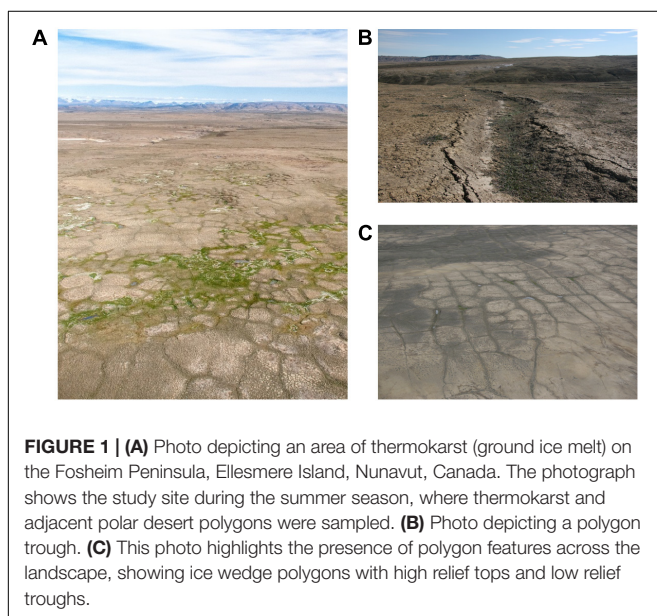 A
B
C
FIGURE 1 | (A) Photo depicting an area of thermokarst (ground ice melt) on
the Fosheim Peninsula, Ellesmere Island, Nunavut, Canada. The photograph
shows the study site during the summer season, where thermokarst and
adjacent polar desert polygons were sampled. (B) Photo depicting a polygon
trough. (C) This photo highlights the presence of polygon features across the
landscape, showing ice wedge polygons with high relief tops and low relief
troughs.